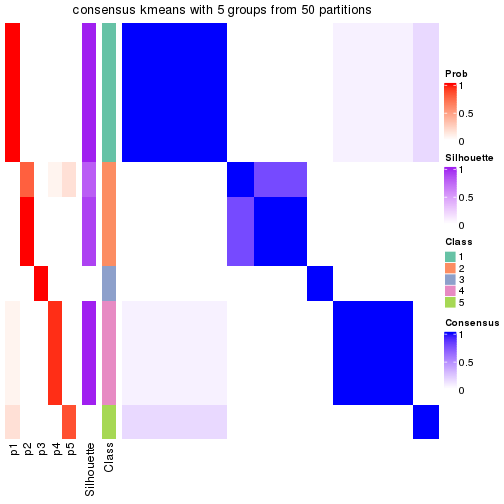 consensus kmeans with 5 groups from 50 partitions
Prob
1
0.5
0
Silhouette
1
0.5
0
Class
1
2
3
4
5
Consensus
1
0.5
0
p1
p2
p3
p4
p5
Silhouette
Class